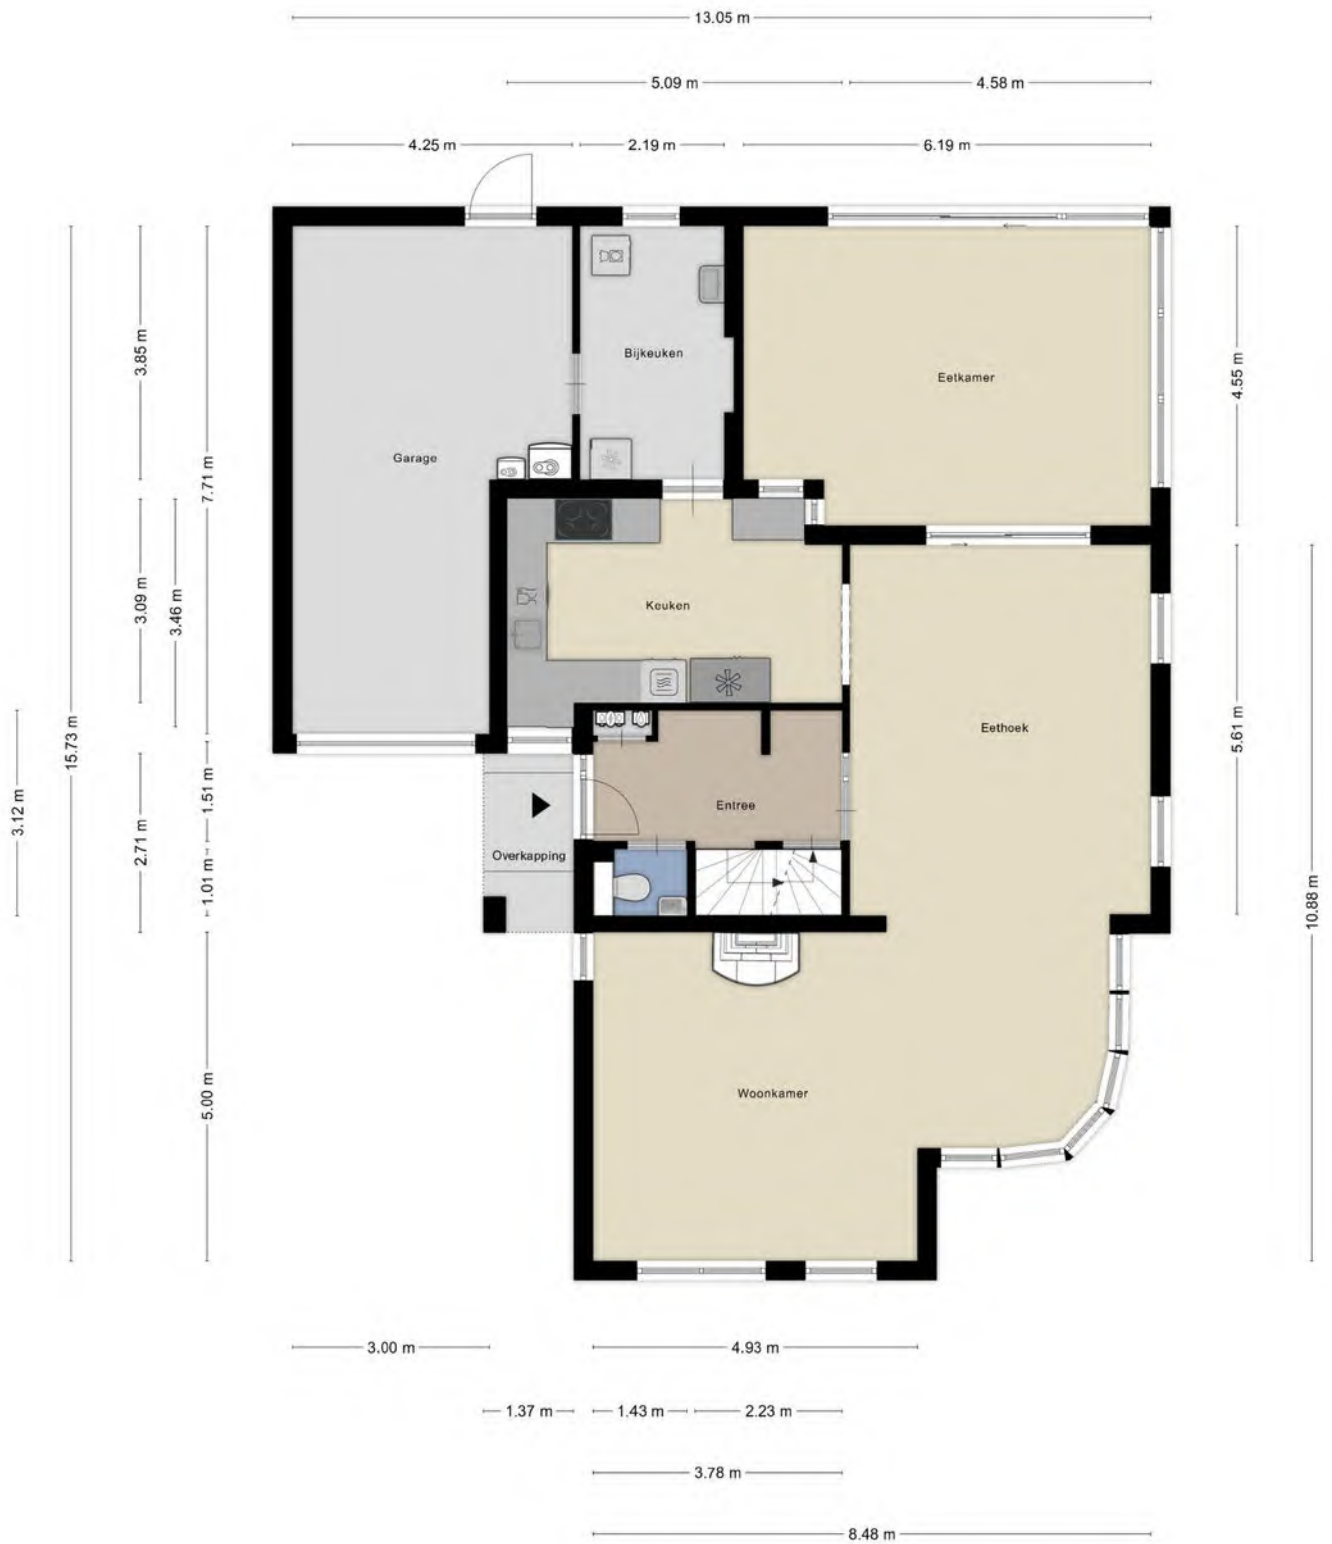 13.05 m
5.09 m
4.58 m
4.25 m
2.19 m
6.19 m
3.85 m
7.71 m
3.09 m
3.46 m
15.73 m
3.12 m
2.71 m
1.51 m
1.01 m
5.00 m
4.55 m
5.61 m
10.88 m
Bijkeuken
Eetkamer
Garage
Keuken
Eethoek
Entree
Overkapping
Woonkamer
3.00 m
4.93 m
1.37 m
1.43 m
2.23 m
3.78 m
8.48 m